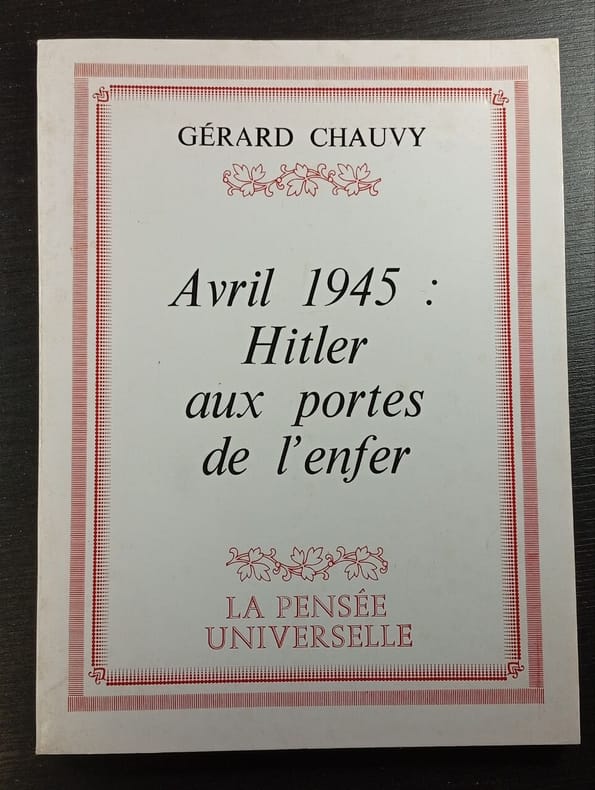 GÉRARD CHAUVY
Avril 1945 :
Hitler
aux portes
de l'enfer
LA PENSÉE
UNIVERSELLE